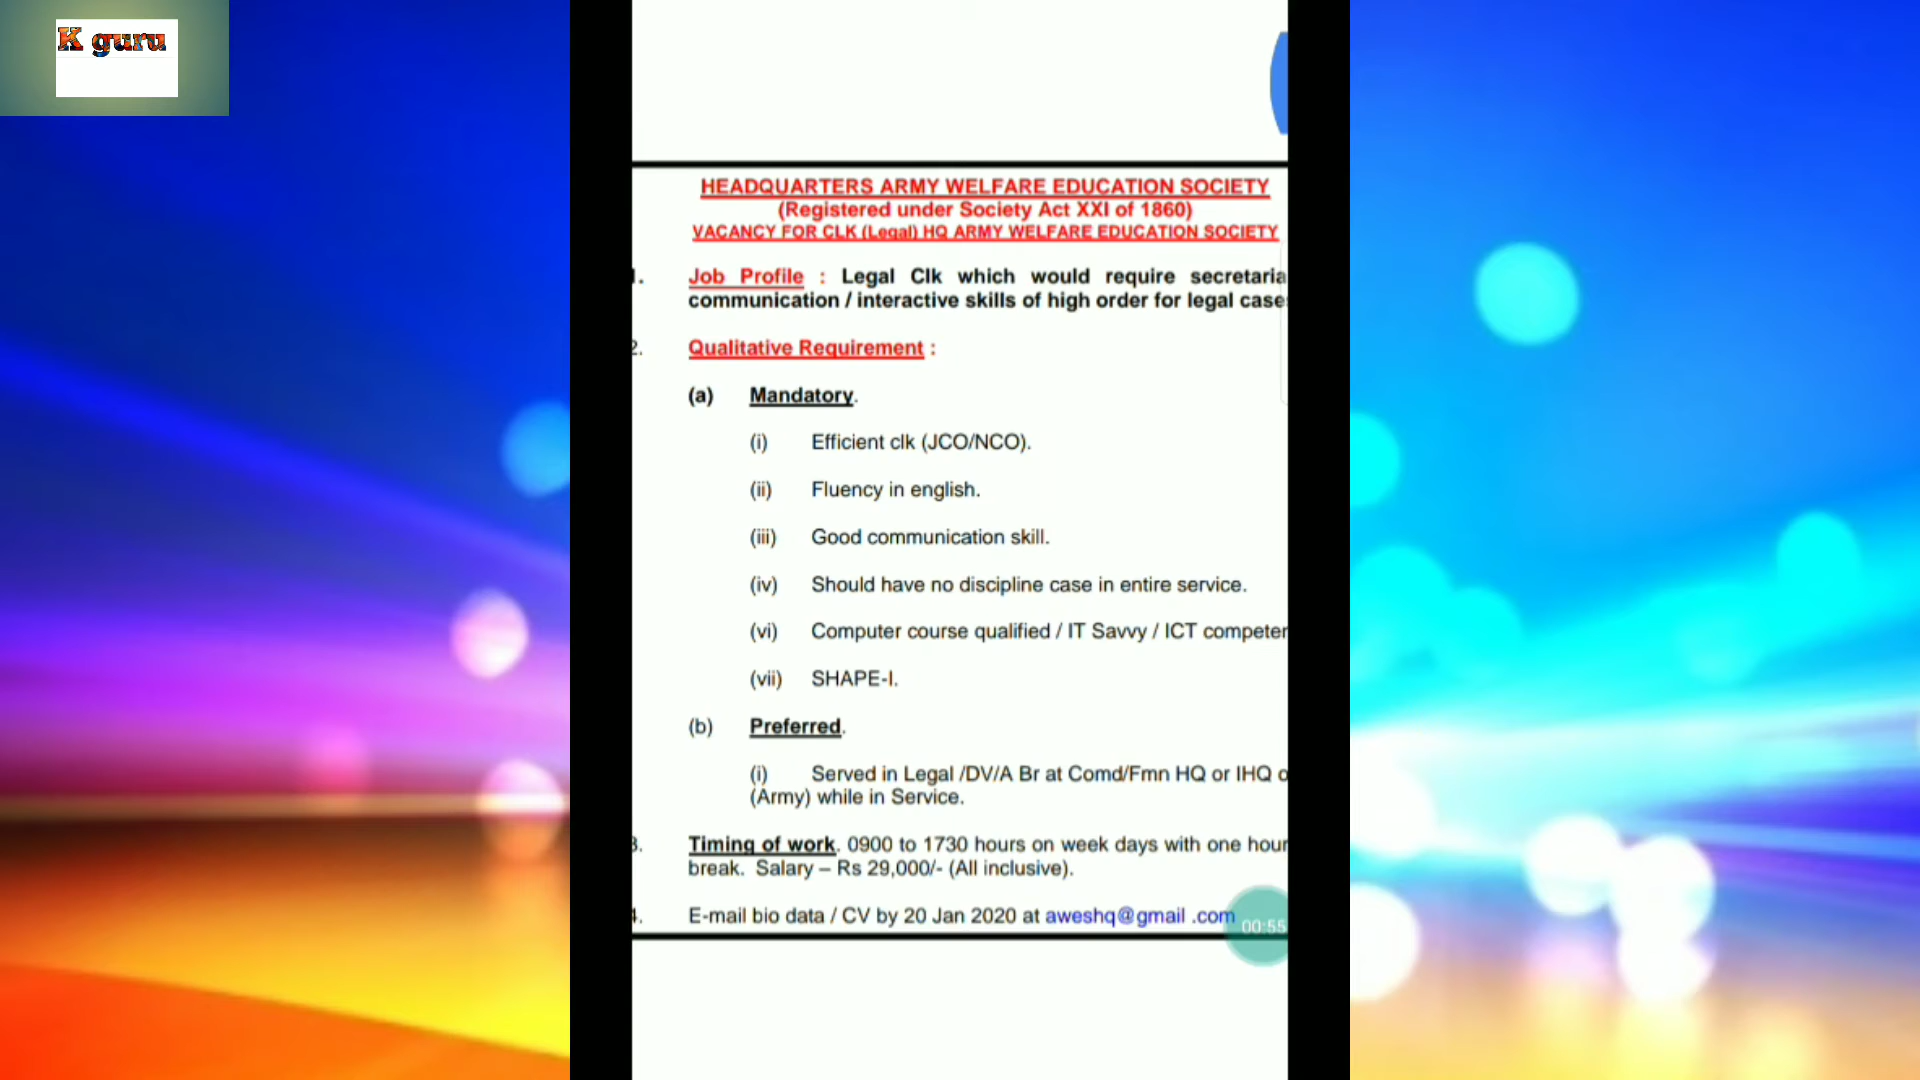 K guru
HEADQUARTERS ARMY WELFARE EDUCATION SOCIETY
(Registered under Society Act XXI of 1860)
VACANCY FOR CLK (Legal) HQ ARMY WELFARE EDUCATION SOCIETY
1. Job Profile : Legal Clk which would require
communication / interactive skills of high order for legal
2. Qualitative Requirement :
(a) Mandatory.
(i) Efficient clk (JCO/NCO).
(ii) Fluency in english.
(iii) Good communication skill.
(iv) Should have no discipline case in entire service.
(vi) Computer course qualified / IT Savvy / ICT
(vii) SHAPE-I.
(b) Preferred.
(i) Served in Legal /DV/A Br at Comd/Fmn HQ or IHQ
(Army) while in Service.
3. Timing of work. 0900 to 1730 hours on week days with one hour
break. Salary – Rs 29,000/- (All inclusive).
4. E-mail bio data / CV by 20 Jan 2020 at aweshq@gmail .com
00:55